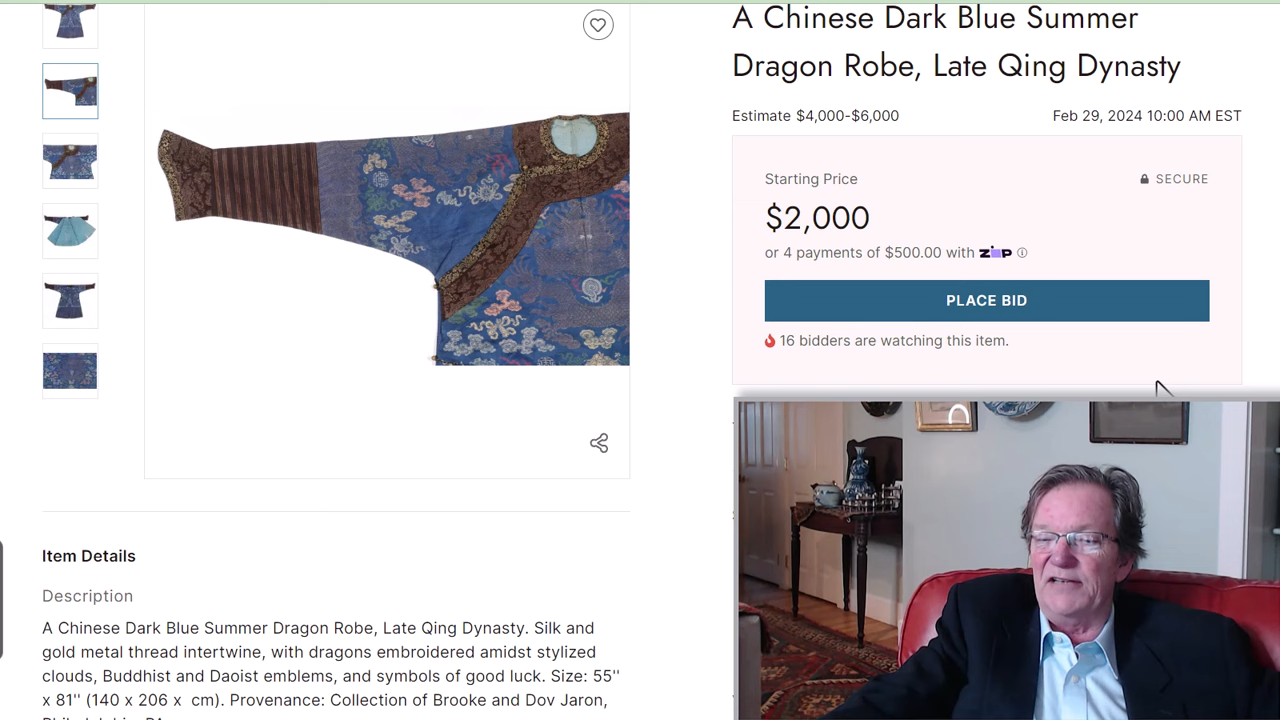 A Chinese Dark Blue Summer
Dragon Robe, Late Qing Dynasty
Estimate $4,000-$6,000
Feb 29, 2024 10:00 AM EST
Starting Price
SECURE
$2,000
or 4 payments of $500.00 with zip
PLACE BID
16 bidders are watching this item.
Item Details
Description
A Chinese Dark Blue Summer Dragon Robe, Late Qing Dynasty. Silk and
gold metal thread intertwine, with dragons embroidered amidst stylized
clouds, Buddhist and Daoist emblems, and symbols of good luck. Size: 55''
x 81'' (140 x 206 x cm). Provenance: Collection of Brooke and Dov Jaron,